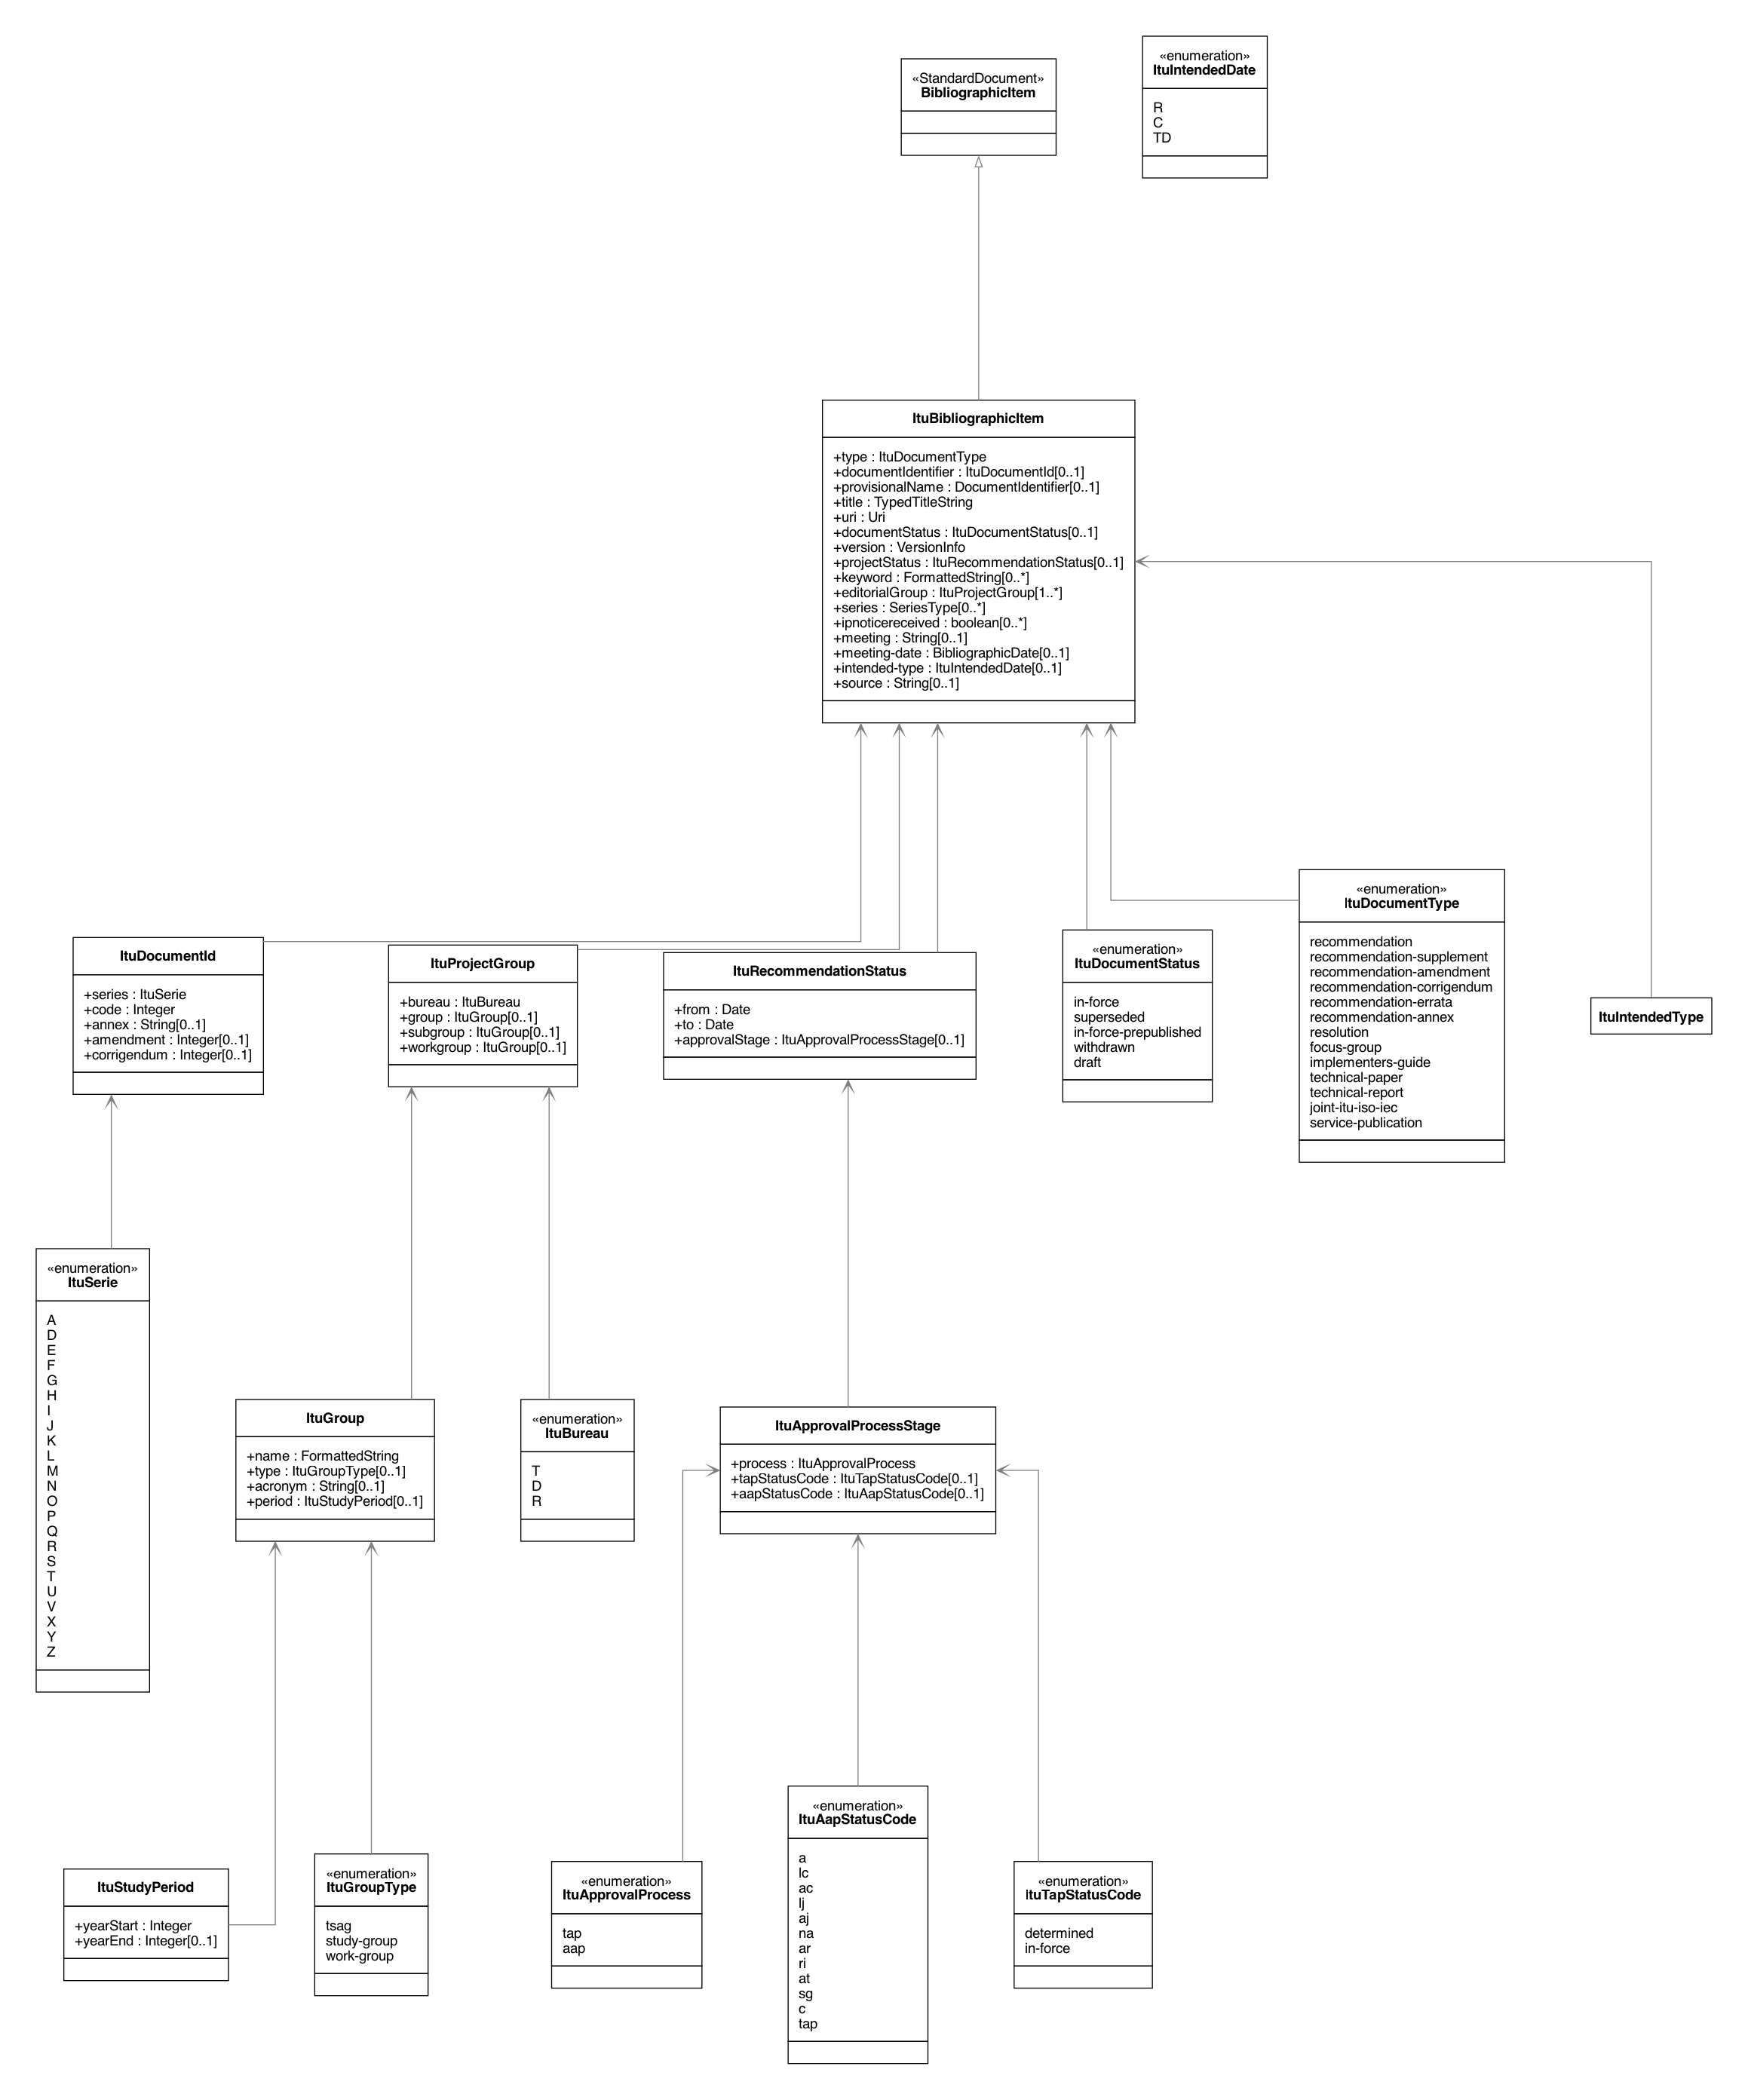 «StandardDocument»
BibliographicItem
«enumeration»
ItuIntendedDate
R
C
TD
ItuBibliographicItem
+type : ItuDocumentType
+documentIdentifier : ItuDocumentId[0..1]
+provisionalName : DocumentIdentifier[0..1]
+title : TypedTitleString
+uri : Uri
+documentStatus : ItuDocumentStatus[0..1]
+version : VersionInfo
+projectStatus : ItuRecommendationStatus[0..1]
+keyword : FormattedString[0..*]
+editorialGroup : ItuProjectGroup[1..*]
+series : SeriesType[0..*]
+ipnoticereceived : boolean[0..*]
+meeting : String[0..1]
+meeting-date : BibliographicDate[0..1]
+intended-type : ItuIntendedDate[0..1]
+source : String[0..1]
ItuDocumentId
+series : ItuSerie
+code : Integer
+annex : String[0..1]
+amendment : Integer[0..1]
+corrigendum : Integer[0..1]
ItuProjectGroup
+bureau : ItuBureau
+group : ItuGroup[0..1]
+subgroup : ItuGroup[0..1]
+workgroup : ItuGroup[0..1]
ItuRecommendationStatus
+from : Date
+to : Date
+approvalStage : ItuApprovalProcessStage[0..1]
«enumeration»
ItuDocumentStatus
in-force
superseded
in-force-prepublished
withdrawn
draft
«enumeration»
ItuDocumentType
recommendation
recommendation-supplement
recommendation-amendment
recommendation-corrigendum
recommendation-errata
recommendation-annex
resolution
focus-group
implementers-guide
technical-paper
technical-report
joint-itu-iso-iec
service-publication
ItuIntendedType
«enumeration»
ItuSerie
A
D
E
F
G
H
I
J
K
L
M
N
O
P
Q
R
S
T
U
V
X
Y
Z
ItuGroup
+name : FormattedString
+type : ItuGroupType[0..1]
+acronym : String[0..1]
+period : ItuStudyPeriod[0..1]
«enumeration»
ItuBureau
T
D
R
ItuApprovalProcessStage
+process : ItuApprovalProcess
+tapStatusCode : ItuTapStatusCode[0..1]
+aapStatusCode : ItuAapStatusCode[0..1]
ItuStudyPeriod
+yearStart : Integer
+yearEnd : Integer[0..1]
«enumeration»
ItuGroupType
tsag
study-group
work-group
«enumeration»
ItuApprovalProcess
tap
aap
«enumeration»
ItuAapStatusCode
a
lc
ac
lj
aj
na
ar
ri
at
sg
c
tap
«enumeration»
ItuTapStatusCode
determined
in-force